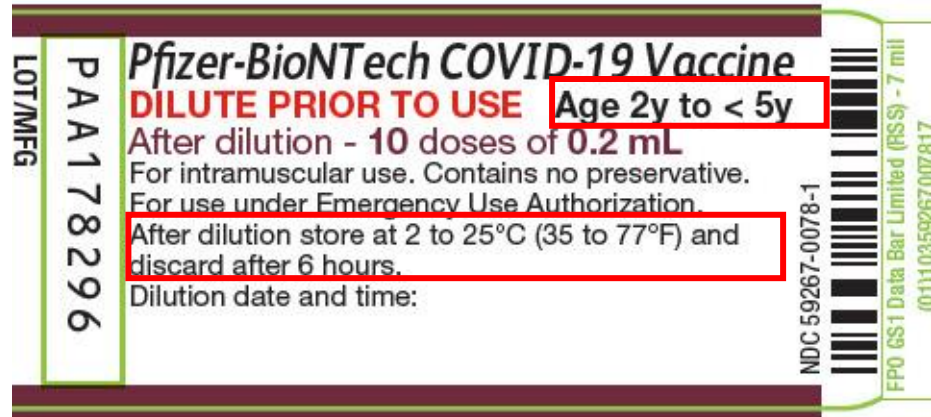 LOT/MFG
PAA178296
Pfizer-BioNTech COVID-19 Vaccine
DILUTE PRIOR TO USE Age 2y to < 5y
After dilution - 10 doses of 0.2 mL
For intramuscular use. Contains no preservative.
For use under Emergency Use Authorization.
After dilution store at 2 to 25°C (35 to 77°F) and
discard after 6 hours.
Dilution date and time:
NDC 59267-0078-1
FPO GS1 Data Bar Limited (RSS) - 7 mil
(01)10359267007817